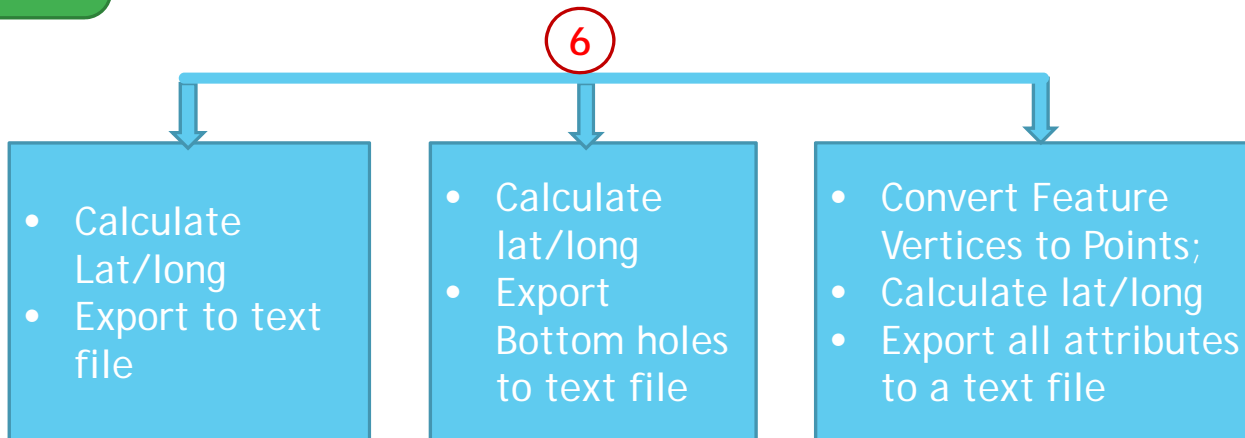 6
• Calculate
Lat/long
• Export to text
file
• Calculate
lat/long
• Export
Bottom holes
to text file
• Convert Feature
Vertices to Points;
• Calculate lat/long
• Export all attributes
to a text file